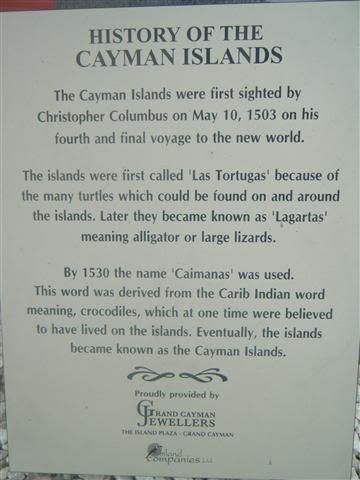 HISTORY OF THE
CAYMAN ISLANDS
The Cayman Islands were first sighted by
Christopher Columbus on May 10, 1503 on his
fourth and final voyage to the new world.
The islands were first called 'Las Tortugas' because of
the many turtles which could be found on and around
the islands. Later they became known as 'Lagartas'
meaning alligator or large lizards.
By 1530 the name 'Caimanas' was used.
This word was derived from the Carib Indian word
meaning, crocodiles, which at one time were believed
to have lived on the islands. Eventually, the islands
became known as the Cayman Islands.
Proudly provided by
GRAND CAYMAN
JEWELLERS
THE ISLAND PLAZA - GRAND CAYMAN
Island
Companies Ltd.